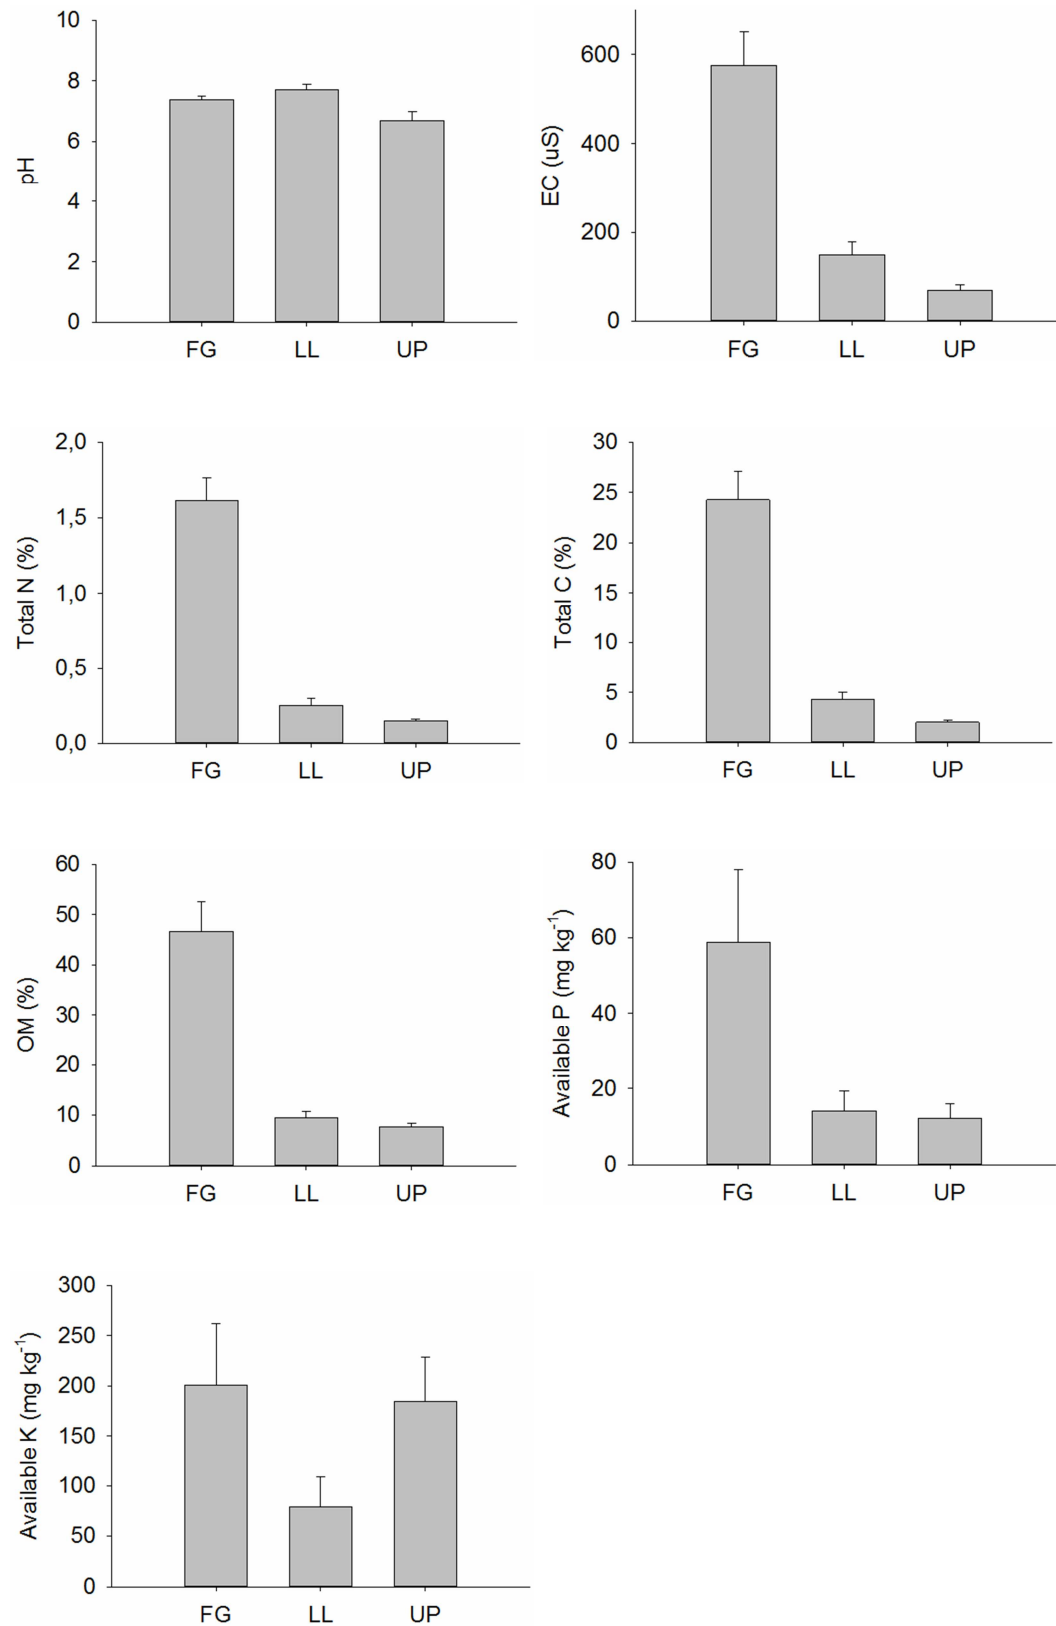 10
8
6
4
2
0
pH
FG LL UP
600
400
200
0
EC (uS)
FG LL UP
2,0
1,5
1,0
0,5
0,0
Total N (%)
FG LL UP
30
25
20
15
10
5
0
Total C (%)
FG LL UP
60
50
40
30
20
10
0
OM (%)
FG LL UP
80
60
40
20
0
Available P (mg kg⁻¹)
FG LL UP
300
250
200
150
100
50
0
Available K (mg kg⁻¹)
FG LL UP